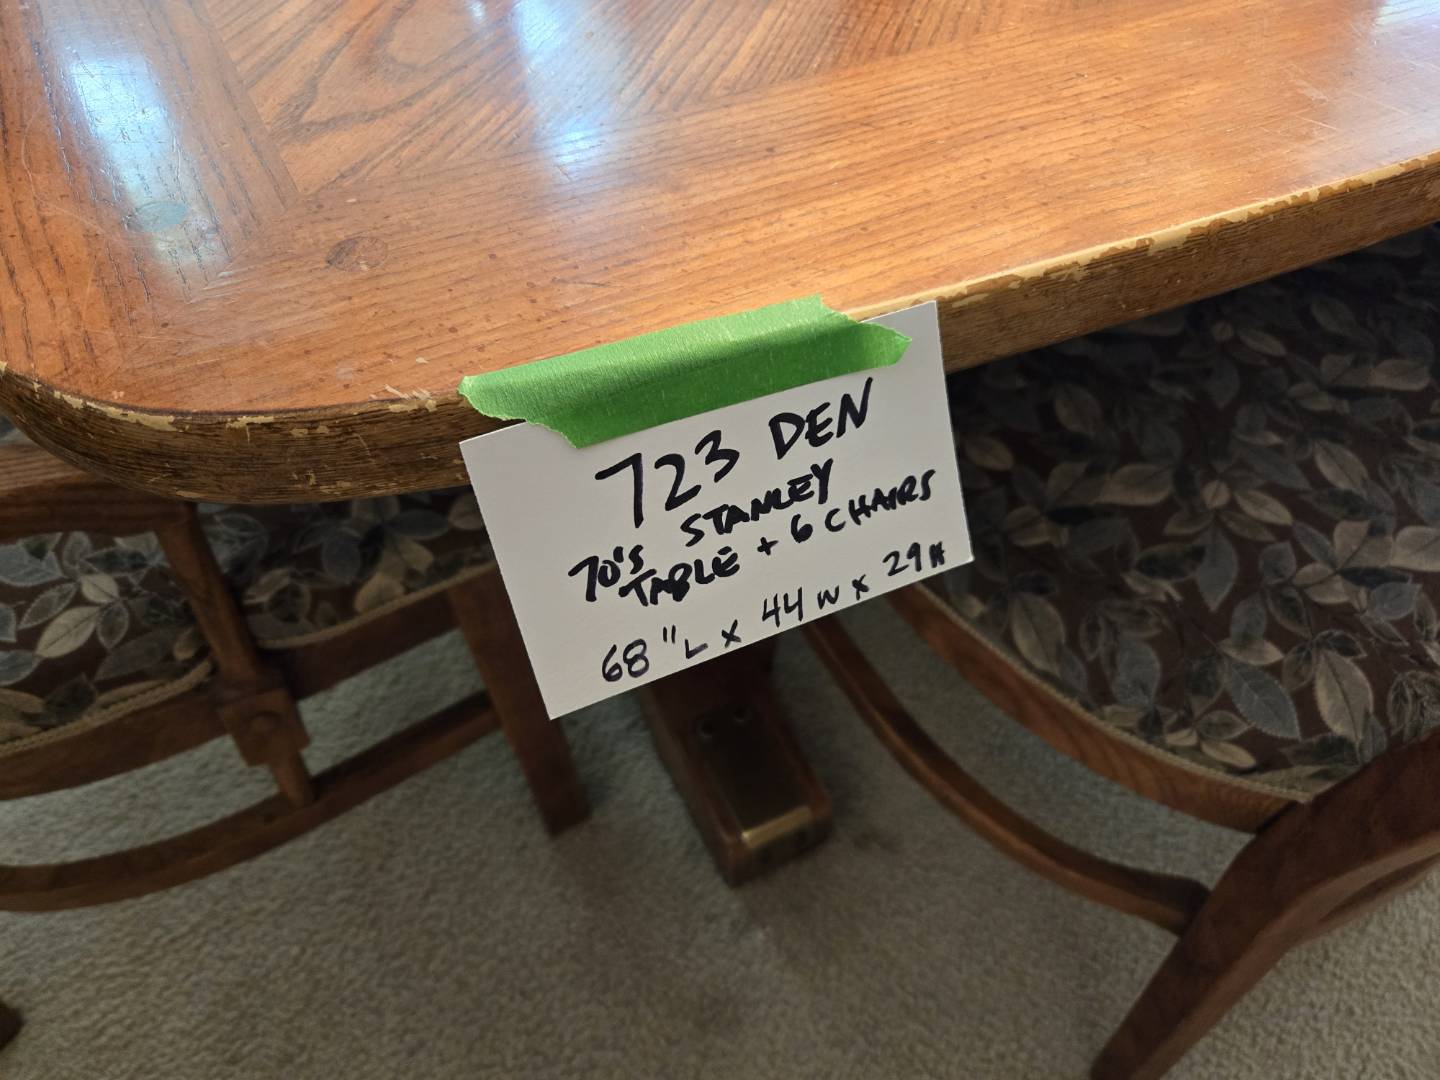 723 DEN
70's STANLEY
TABLE + 6 CHAIRS
68" L x 44 W x 29 H